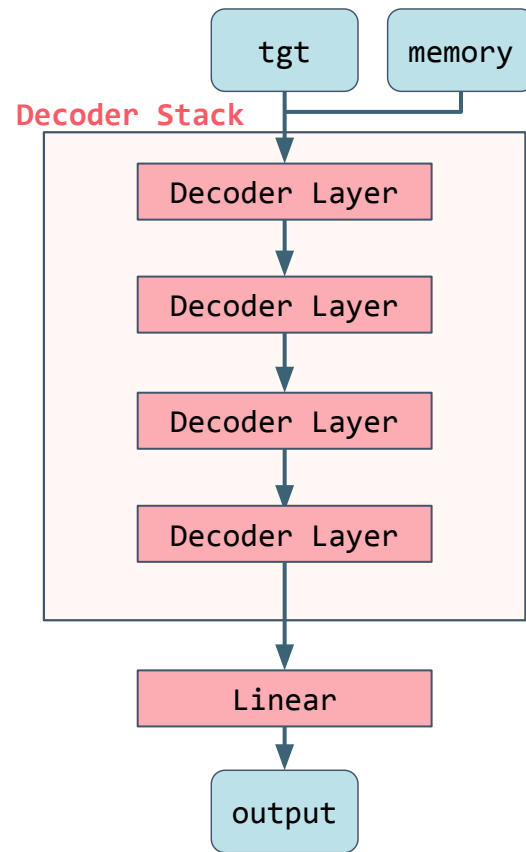 tgt
memory
Decoder Stack
Decoder Layer
Decoder Layer
Decoder Layer
Decoder Layer
Linear
output